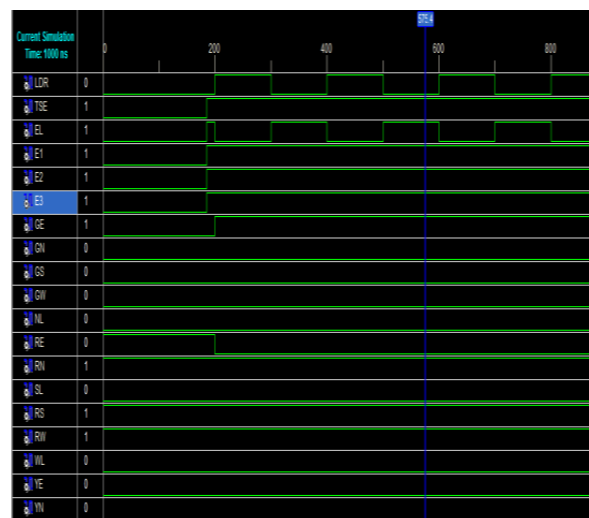 575.4
Current Simulation
Time: 1000 ns
0 200 400 600 800
LDR 0
TSE 1
EL 1
E1 1
E2 1
E3 1
GE 1
GN 0
GS 0
GW 0
NL 0
RE 0
RN 1
SL 0
RS 1
RW 1
WL 0
YE 0
YN 0